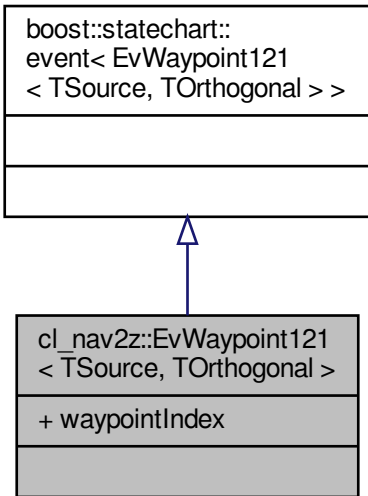 boost::statechart::
event< EvWaypoint121
< TSource, TOrthogonal > >
cl_nav2z::EvWaypoint121
< TSource, TOrthogonal >
+ waypointIndex